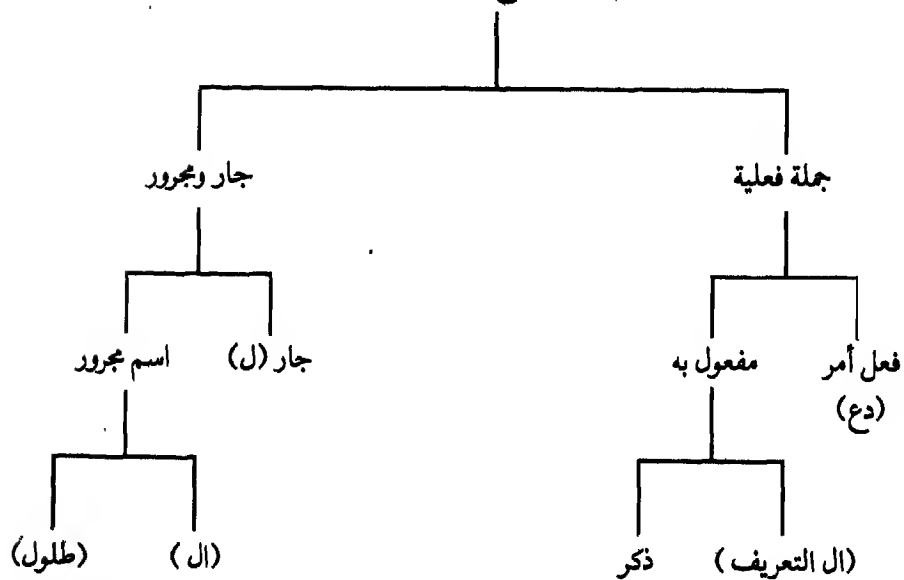 جملة فعلية
جار ومجرور
فعل أمر
(دع)
مفعول به
جار (ل)
اسم مجرور
(ال التعريف)
ذكر
(ال)
(طلول)